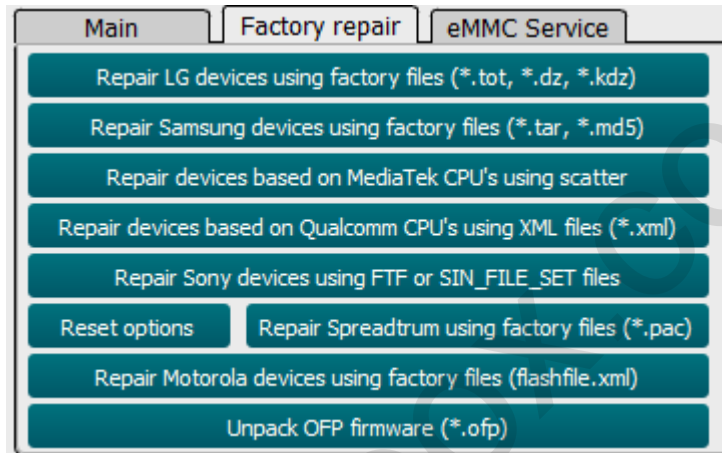 Main Factory repair eMMC Service
Repair LG devices using factory files (*.tot, *.dz, *.kdz)
Repair Samsung devices using factory files (*.tar, *.md5)
Repair devices based on MediaTek CPU's using scatter
Repair devices based on Qualcomm CPU's using XML files (*.xml)
Repair Sony devices using FTF or SIN_FILE_SET files
Reset options Repair Spreadtrum using factory files (*.pac)
Repair Motorola devices using factory files (flashfile.xml)
Unpack OFP firmware (*.ofp)